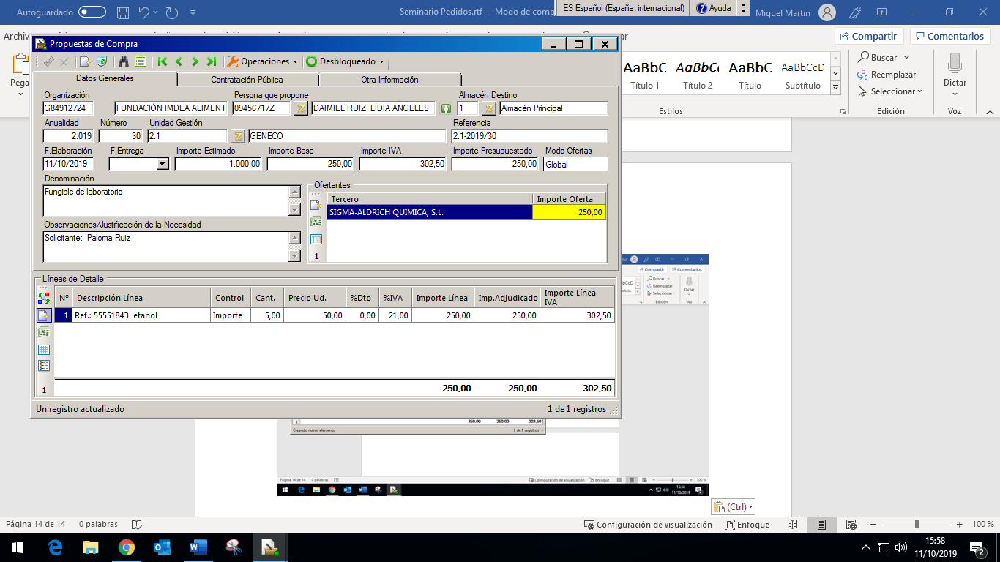 Autoguardado
Seminario Pedidos.rtf - Modo de comp
ES Español (España, internacional)
Ayuda
Miguel Martin
Archiv
Compartir
Comentarios
Propuestas de Compra
Operaciones
Desbloqueado
Datos Generales
Contratación Pública
Otra Información
Organización
Persona que propone
Almacén Destino
G84912724
FUNDACIÓN IMDEA ALIMENT
09456717Z
DAIMIEL RUIZ, LIDIA ANGELES
1
Almacén Principal
Anualidad
Número
Unidad Gestión
Referencia
2.019
30
2.1
GENECO
2.1-2019/30
F.Elaboración
F.Entrega
Importe Estimado
Importe Base
Importe IVA
Importe Presupuestado
Modo Ofertas
11/10/2019
1.000,00
250,00
302,50
250,00
Global
Denominación
Fungible de laboratorio
Observaciones/Justificación de la Necesidad
Solicitante: Paloma Ruiz
Ofertantes
Tercero
Importe Oferta
SIGMA-ALDRICH QUIMICA, S.L.
250,00
1
Líneas de Detalle
Nº
Descripción Línea
Control
Cant.
Precio Ud.
%Dto
%IVA
Importe Línea
Imp.Adjudicado
Importe Línea
IVA
1
Ref.: 55551843 etanol
Importe
5,00
50,00
0,00
21,00
250,00
250,00
302,50
1
250,00
250,00
302,50
Un registro actualizado
1 de 1 registros
Pega
AaBbC
AaBbCc
AaBbC
AaBbCcD
Título 1
Título 2
Título
Subtítulo
Estilos
Buscar
Reemplazar
Seleccionar
Edición
Dictar
Voz
Compartir
Comentarios
Buscar
Reemplazar
Seleccionar
Edición
Dictar
Voz
1
250,00
250,00
302,50
Creando nuevo elemento
1 de 1 registros
Página 14 de 14
0 palabras
Configuración de visualización
Enfoque
100 %
15:58
11/10/2019
(Ctrl)
Página 14 de 14
0 palabras
Configuración de visualización
Enfoque
100 %
15:58
11/10/2019
2